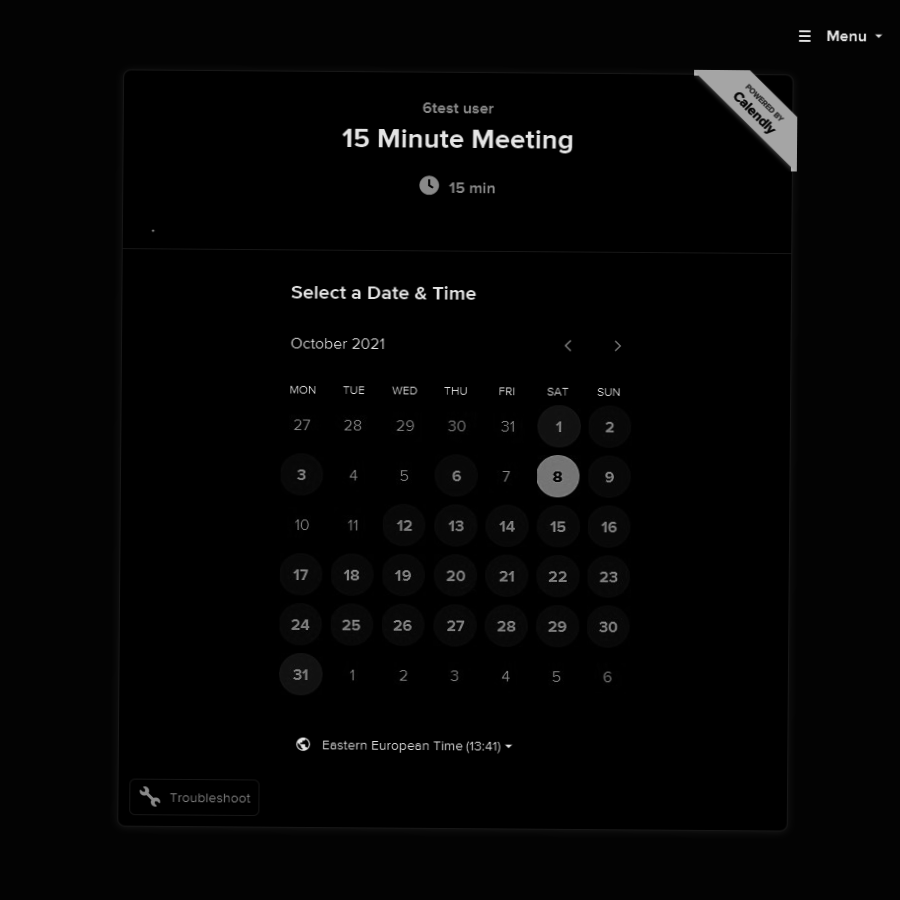 Menu
POWERED BY
Calendly
6test user
15 Minute Meeting
15 min
Select a Date & Time
October 2021
MON TUE WED THU FRI SAT SUN
27 28 29 30 31 1 2
3 4 5 6 7 8 9
10 11 12 13 14 15 16
17 18 19 20 21 22 23
24 25 26 27 28 29 30
31 1 2 3 4 5 6
Eastern European Time (13:41)
Troubleshoot